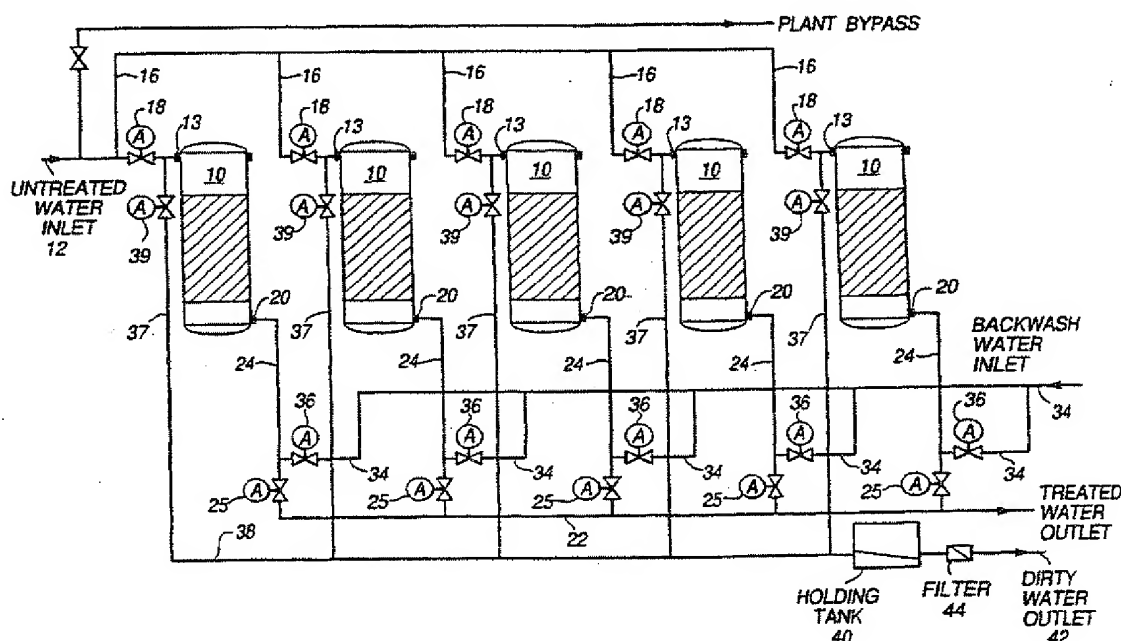 PLANT BYPASS
16 16 16 16 16
18 18 18 18 18
A A A A A
13 13 13 13 13
10 10 10 10 10
UNTREATED
WATER
INLET
12
A A A A A
39 39 39 39 39
20 20 20 20 20
37 37 37 37 37
24 24 24 24 24
BACKWASH
WATER
INLET
34
36 36 36 36 36
A A A A A
34 34 34 34 34
25 A 25 A 25 A 25 A 25 A
TREATED
WATER
OUTLET
38
22
HOLDING
TANK
40
FILTER
44
DIRTY
WATER
OUTLET
42